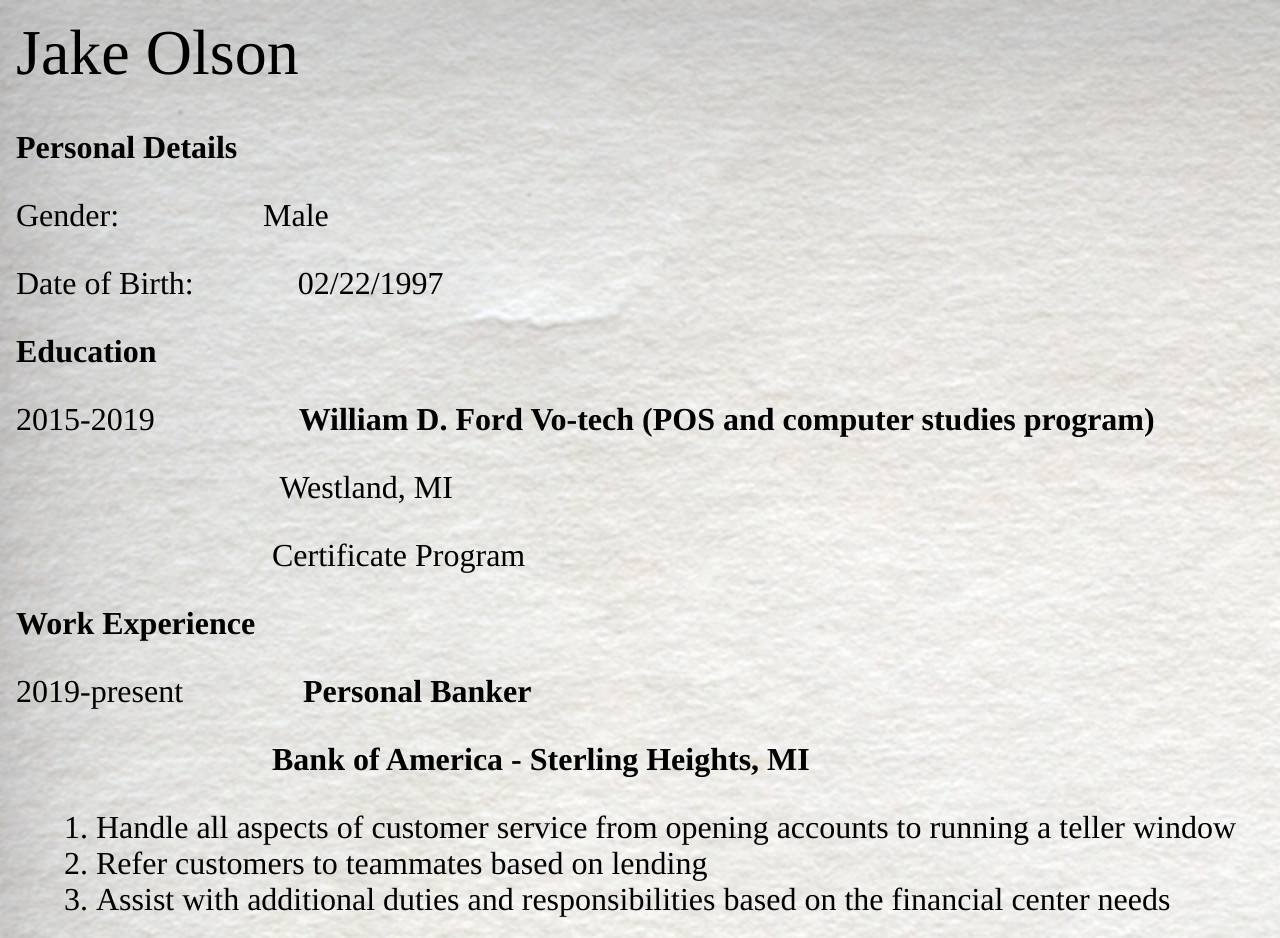 Jake Olson
Personal Details
Gender: Male
Date of Birth: 02/22/1997
Education
2015-2019 William D. Ford Vo-tech (POS and computer studies program)
Westland, MI
Certificate Program
Work Experience
2019-present Personal Banker
Bank of America - Sterling Heights, MI
1. Handle all aspects of customer service from opening accounts to running a teller window
2. Refer customers to teammates based on lending
3. Assist with additional duties and responsibilities based on the financial center needs